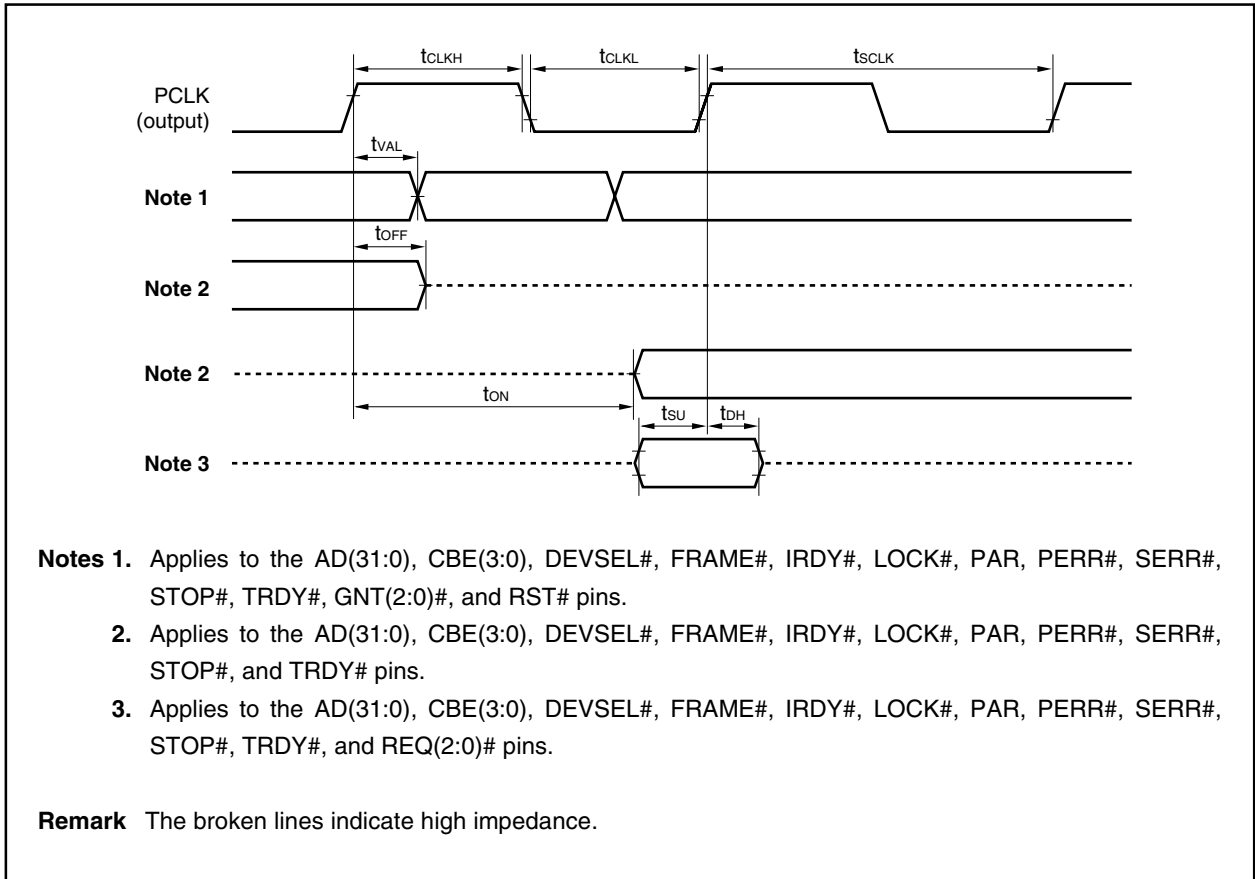 tCLKH tCLKL tSCLK
PCLK
(output)
tVAL
Note 1
tOFF
Note 2
Note 2
tON
tSU tDH
Note 3
Notes 1. Applies to the AD(31:0), CBE(3:0), DEVSEL#, FRAME#, IRDY#, LOCK#, PAR, PERR#, SERR#,
STOP#, TRDY#, GNT(2:0)#, and RST# pins.
2. Applies to the AD(31:0), CBE(3:0), DEVSEL#, FRAME#, IRDY#, LOCK#, PAR, PERR#, SERR#,
STOP#, and TRDY# pins.
3. Applies to the AD(31:0), CBE(3:0), DEVSEL#, FRAME#, IRDY#, LOCK#, PAR, PERR#, SERR#,
STOP#, TRDY#, and REQ(2:0)# pins.
Remark The broken lines indicate high impedance.